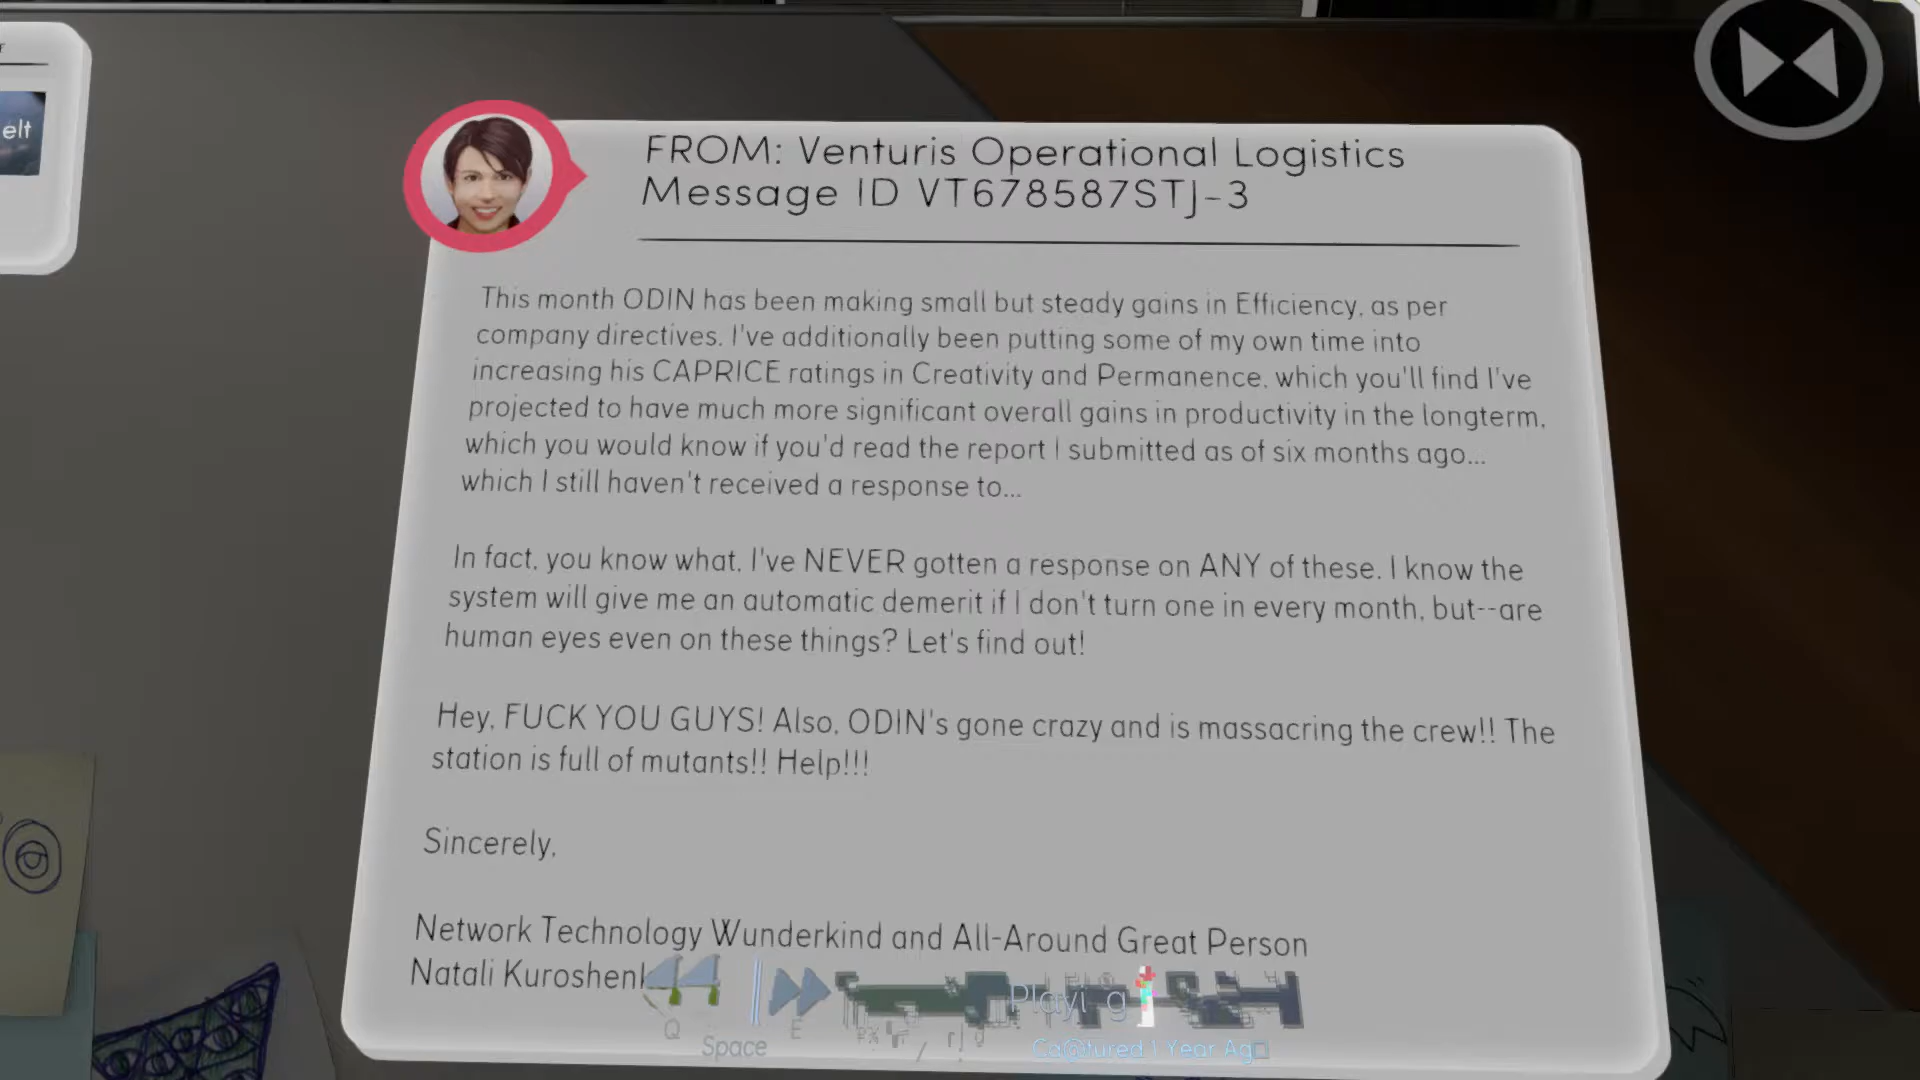 elt
FROM: Venturis Operational Logistics
Message ID VT678587STJ-3
This month ODIN has been making small but steady gains in Efficiency, as per
company directives. I've additionally been putting some of my own time into
increasing his CAPRICE ratings in Creativity and Permanence, which you'll find I've
projected to have much more significant overall gains in productivity in the longterm,
which you would know if you'd read the report I submitted as of six months ago...
which I still haven't received a response to...
In fact, you know what, I've NEVER gotten a response on ANY of these. I know the
system will give me an automatic demerit if I don't turn one in every month, but--are
human eyes even on these things? Let's find out!
Hey, FUCK YOU GUYS! Also, ODIN's gone crazy and is massacring the crew!! The
station is full of mutants!! Help!!!
Sincerely,
Network Technology Wunderkind and All-Around Great Person
Natali Kuroshenk
Q
Space
E
1 Year